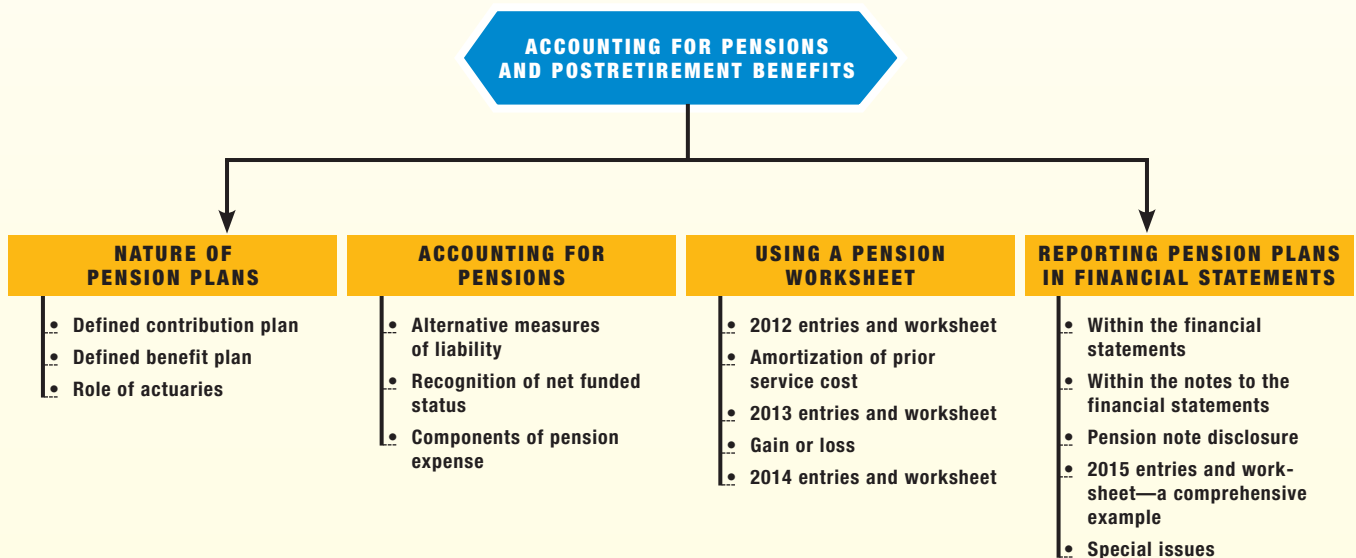 ACCOUNTING FOR PENSIONS
AND POSTRETIREMENT BENEFITS
NATURE OF
PENSION PLANS
• Defined contribution plan
• Defined benefit plan
• Role of actuaries
ACCOUNTING FOR
PENSIONS
• Alternative measures
of liability
• Recognition of net funded
status
• Components of pension
expense
USING A PENSION
WORKSHEET
• 2012 entries and worksheet
• Amortization of prior
service cost
• 2013 entries and worksheet
• Gain or loss
• 2014 entries and worksheet
REPORTING PENSION PLANS
IN FINANCIAL STATEMENTS
• Within the financial
statements
• Within the notes to the
financial statements
• Pension note disclosure
• 2015 entries and work-
sheet—a comprehensive
example
• Special issues